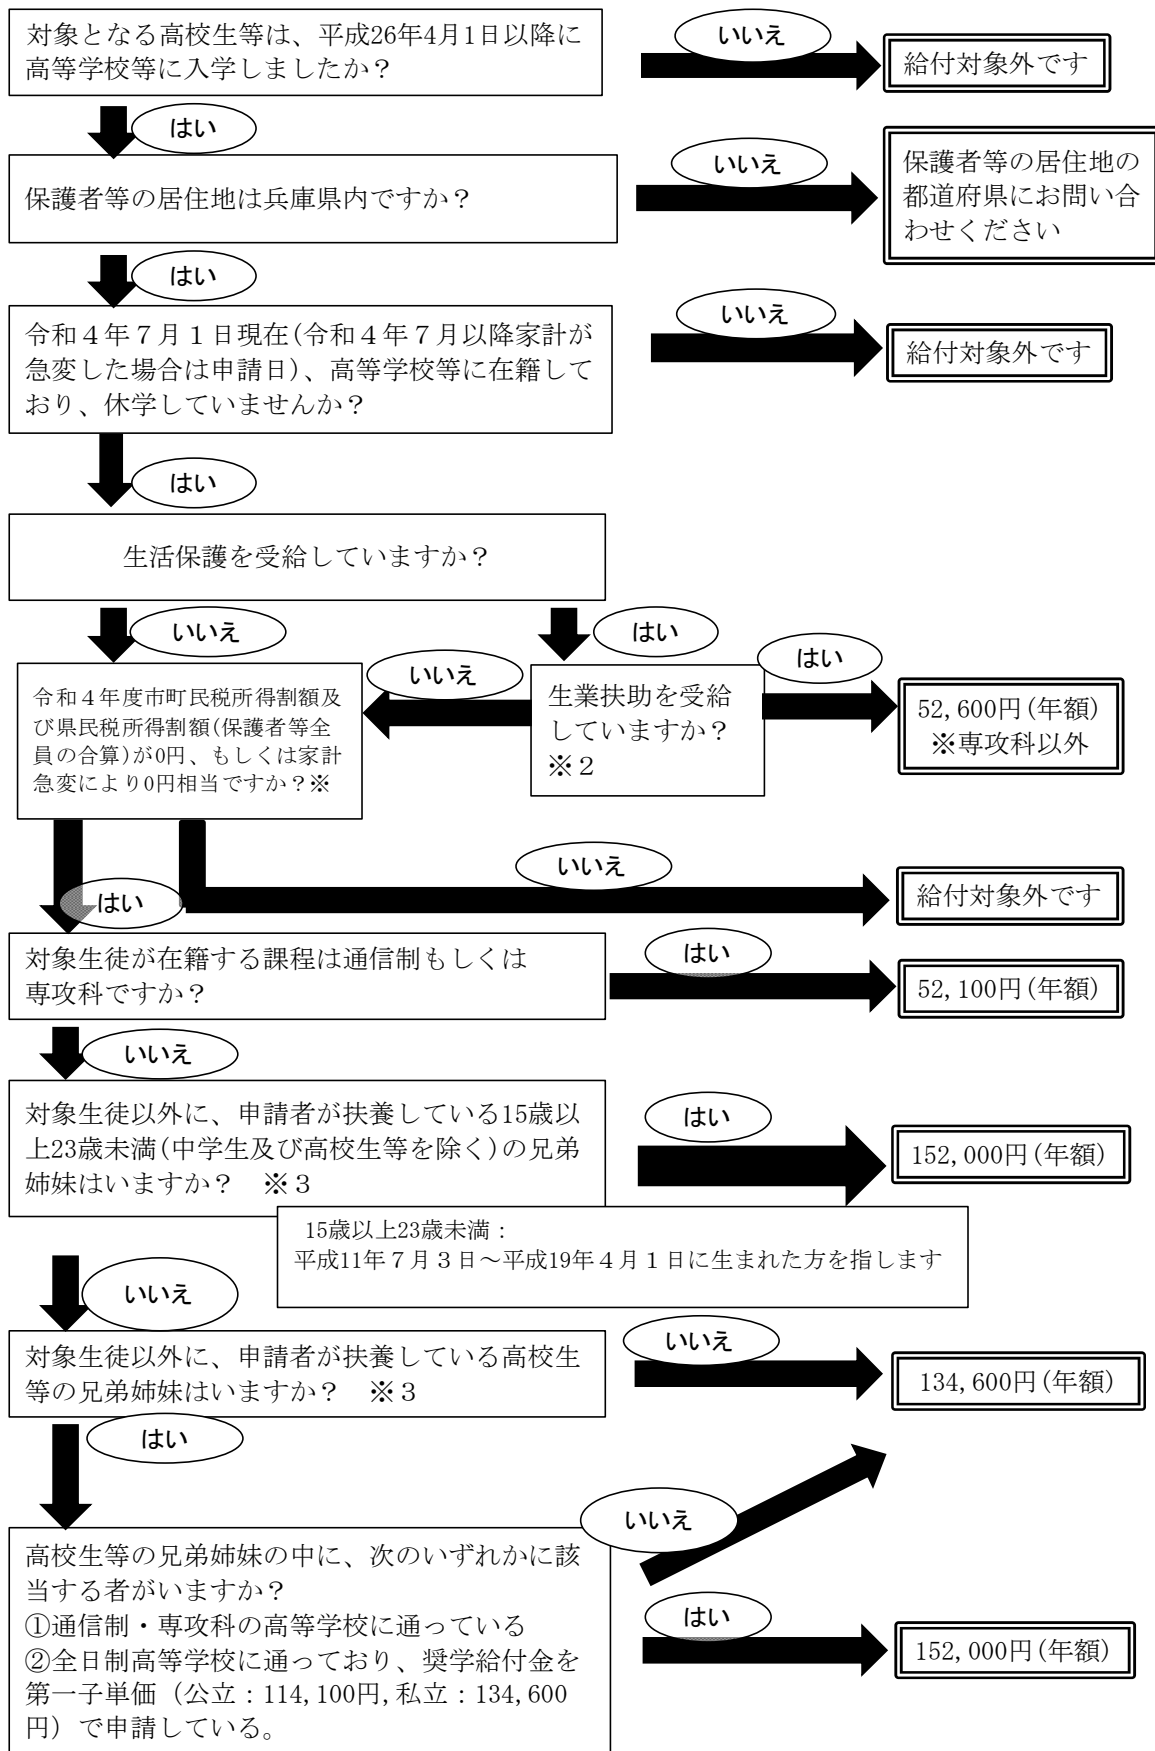 対象となる高校生等は、平成26年4月1日以降に
高等学校等に入学しましたか？
いいえ
給付対象外です
はい
保護者等の居住地は兵庫県内ですか？
いいえ
保護者等の居住地の
都道府県にお問い合
わせください
はい
令和４年７月１日現在(令和４年７月以降家計が
急変した場合は申請日)、高等学校等に在籍して
おり、休学していませんか？
いいえ
給付対象外です
はい
生活保護を受給していますか？
いいえ
はい
令和４年度市町民税所得割額及
び県民税所得割額(保護者等全
員の合算)が0円、もしくは家計
急変により0円相当ですか？※
いいえ
生業扶助を受給
していますか？
※２
はい
52,600円(年額)
※専攻科以外
いいえ
給付対象外です
はい
対象生徒が在籍する課程は通信制もしくは
専攻科ですか？
はい
52,100円(年額)
いいえ
対象生徒以外に、申請者が扶養している15歳以
上23歳未満(中学生及び高校生等を除く)の兄弟
姉妹はいますか？　※３
はい
152,000円(年額)
15歳以上23歳未満：
平成11年７月３日～平成19年４月１日に生まれた方を指します
いいえ
対象生徒以外に、申請者が扶養している高校生
等の兄弟姉妹はいますか？　※３
いいえ
134,600円(年額)
はい
高校生等の兄弟姉妹の中に、次のいずれかに該
当する者がいますか？
①通信制・専攻科の高等学校に通っている
②全日制高等学校に通っており、奨学給付金を
第一子単価（公立：114,100円,私立：134,600
円）で申請している。
いいえ
はい
152,000円(年額)